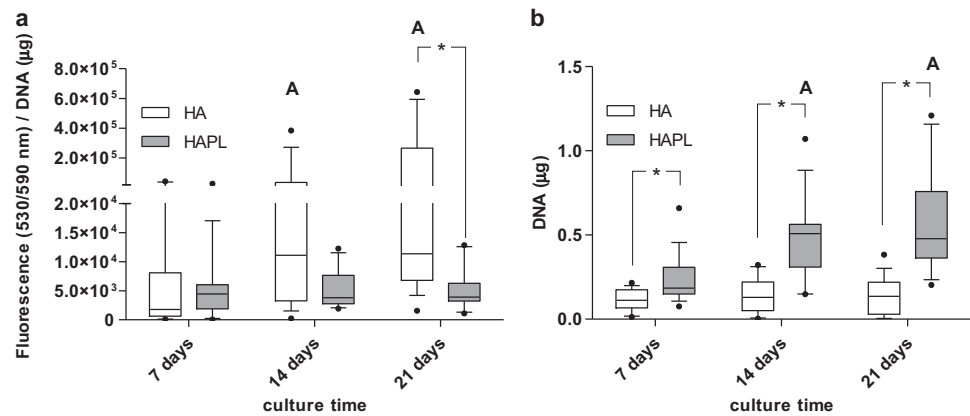 a
Fluorescence (530/590 nm) / DNA (µg)
8.0×10⁵
6.0×10⁵
4.0×10⁵
2.0×10⁵
2.0×10⁴
1.5×10⁴
1.0×10⁴
5.0×10³
0
HA
HAPL
A
A
*
7 days
14 days
21 days
culture time
b
DNA (µg)
1.5
1.0
0.5
0.0
HA
HAPL
*
*
A
*
A
7 days
14 days
21 days
culture time